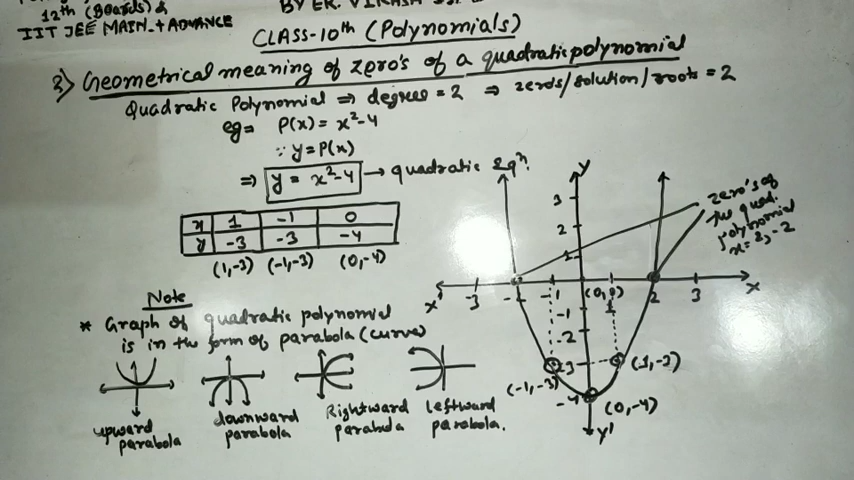 12th (Boards) &
IIT JEE MAIN + ADVANCE
BY ER.
CLASS-10th (Polynomials)
3) Geometrical meaning of zero's of a quadratic polynomial
Quadratic Polynomial ⇒ degree = 2 ⇒ zero's/solution/roots = 2
eg= P(x) = x²-4
∵ y = P(x)
⇒ y = x²-4 → quadratic Eqⁿ.
x 1 -1 0
y -3 -3 -4
(1,-3) (-1,-3) (0,-4)
Note
* Graph of quadratic polynomial
is in the form of parabola (curve)
upward
parabola
downward
parabola
Rightward
parabola
leftward
parabola.
y
3
2
1
x' -3 -2 -1 (0,0) 1 2 3 x
-1
-2
-3
-4
(-1,-3)
(1,-3)
(0,-4)
y'
zero's of
the quad.
polynomial
x=2,-2